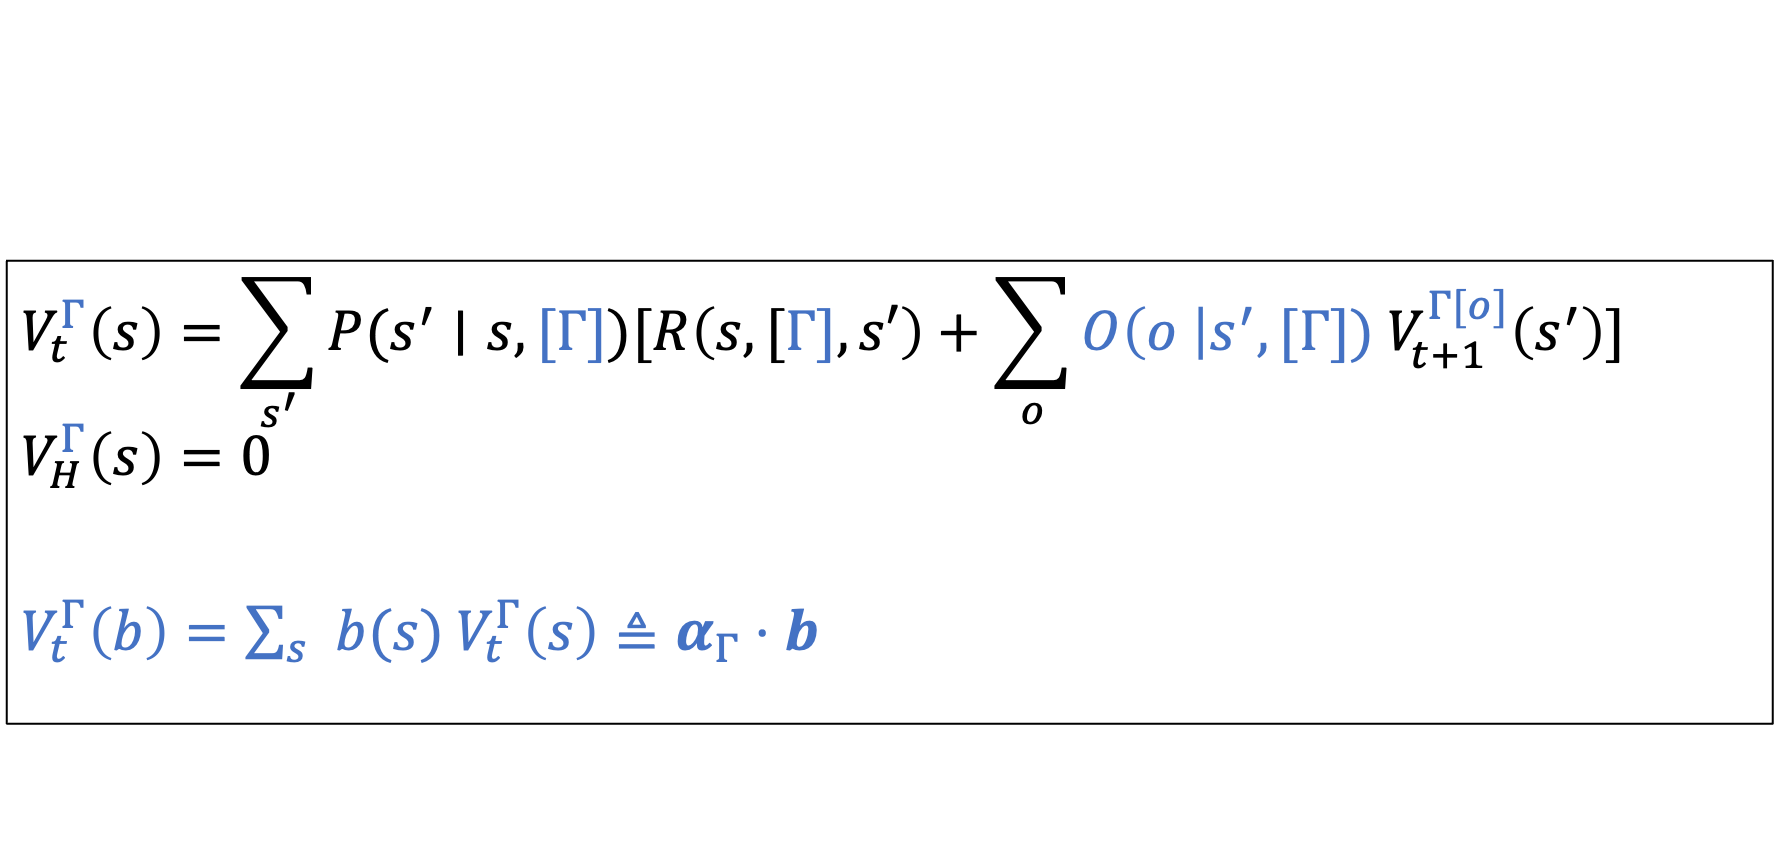 V_t^Γ(s) = ∑_{s′} P(s′ | s, [Γ])[R(s, [Γ], s′) + ∑_o O(o |s′, [Γ]) V_{t+1}^{Γ[o]}(s′)]
V_H^Γ(s) = 0
V_t^Γ(b) = ∑_s b(s) V_t^Γ(s) ≜ α_Γ · b